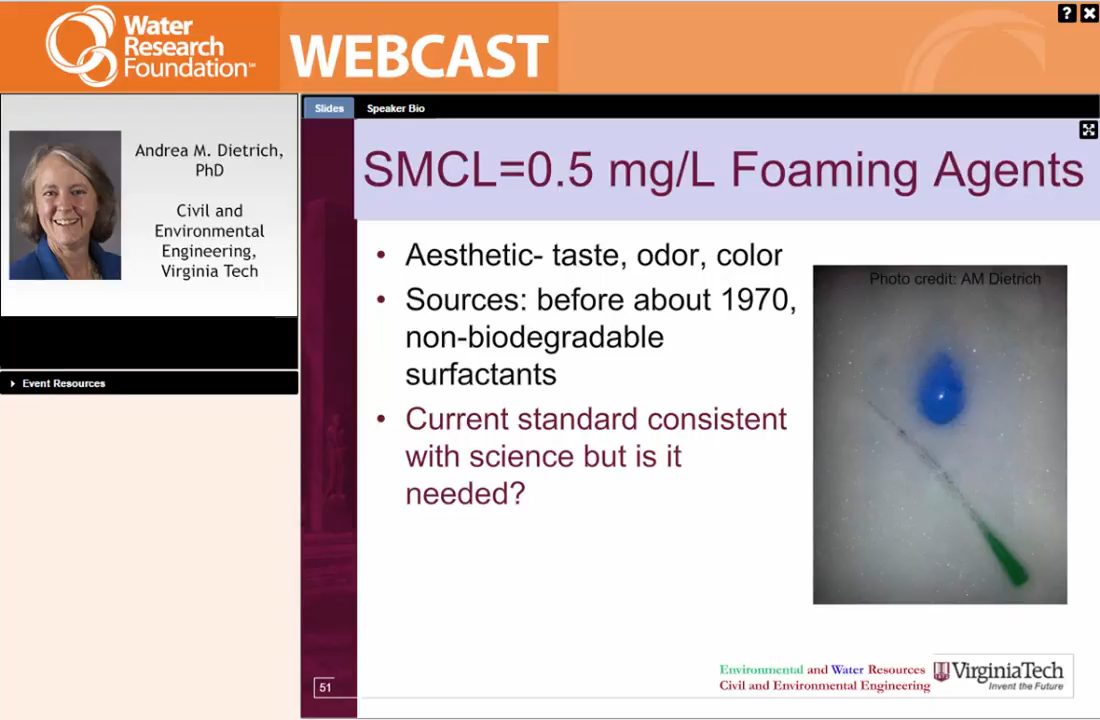 Water
Research
Foundation℠
WEBCAST
? ×
Andrea M. Dietrich,
PhD
Civil and
Environmental
Engineering,
Virginia Tech
Event Resources
Slides Speaker Bio
SMCL=0.5 mg/L Foaming Agents
• Aesthetic- taste, odor, color
• Sources: before about 1970,
non-biodegradable
surfactants
• Current standard consistent
with science but is it
needed?
Photo credit: AM Dietrich
51
Environmental and Water Resources
Civil and Environmental Engineering
VirginiaTech
Invent the Future